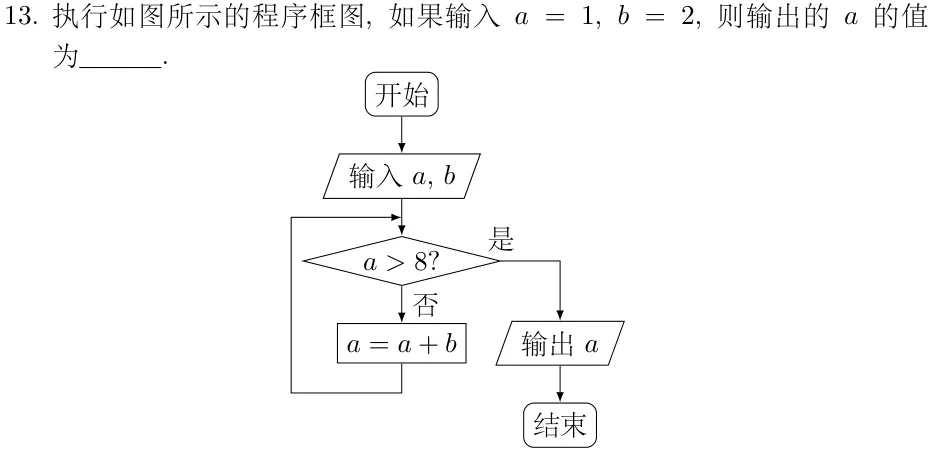 13. 执行如图所示的程序框图, 如果输入 a = 1, b = 2, 则输出的 a 的值
为______.
开始
输入 a, b
是
a > 8?
否
a = a + b
输出 a
结束